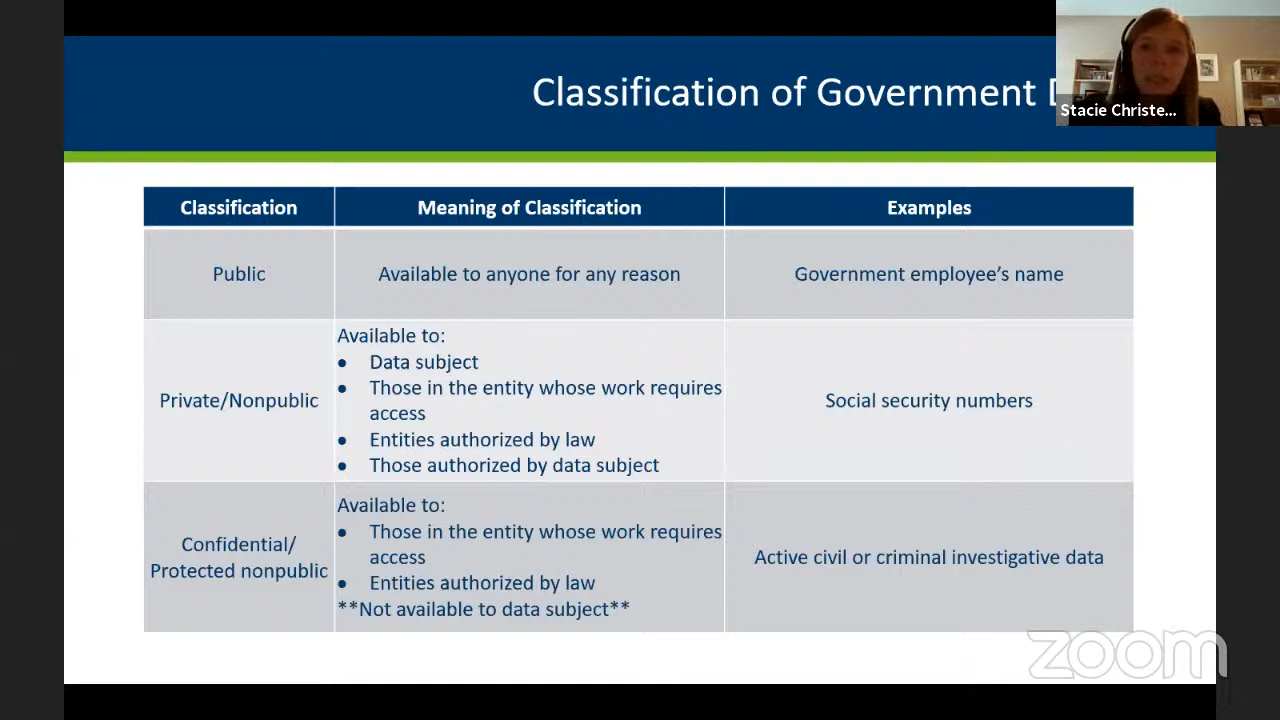 Classification of Government
Stacie Christe...
Classification
Meaning of Classification
Examples
Public
Available to anyone for any reason
Government employee’s name
Private/Nonpublic
Available to:
● Data subject
● Those in the entity whose work requires
access
● Entities authorized by law
● Those authorized by data subject
Social security numbers
Confidential/
Protected nonpublic
Available to:
● Those in the entity whose work requires
access
● Entities authorized by law
**Not available to data subject**
Active civil or criminal investigative data
zoom